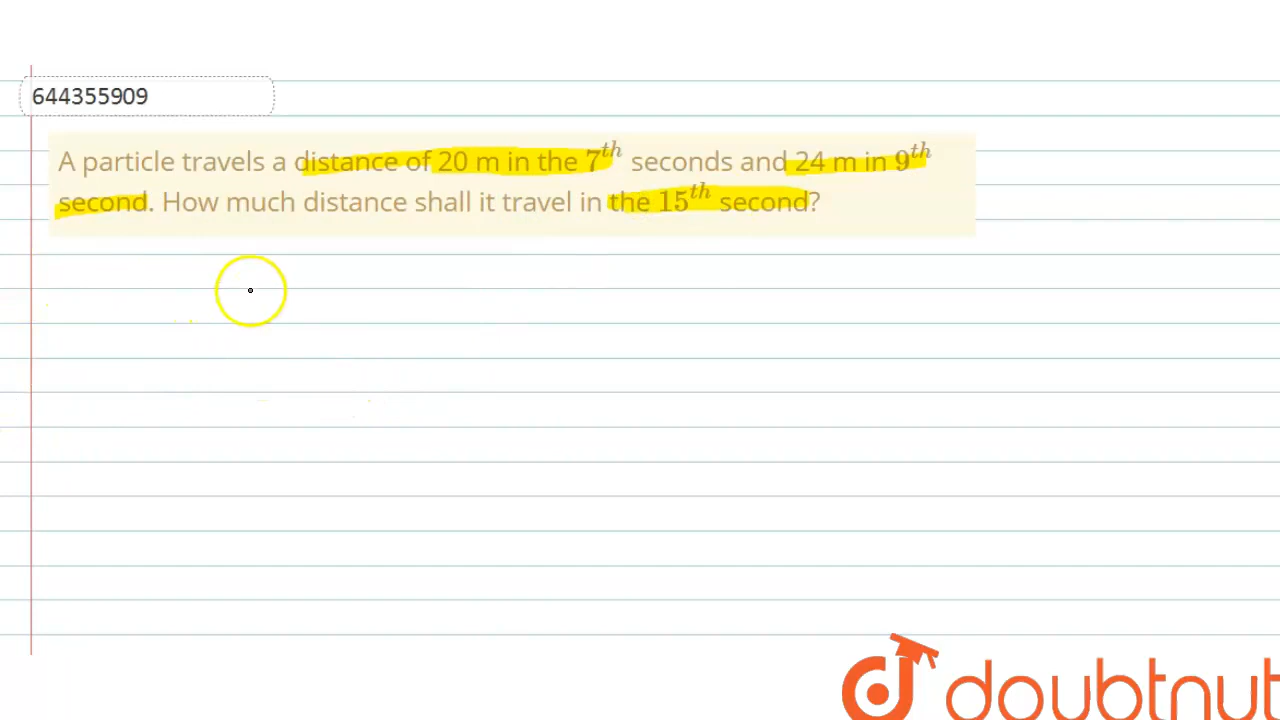 644355909
A particle travels a distance of 20 m in the 7th seconds and 24 m in 9th
second. How much distance shall it travel in the 15th second?
doubtnut